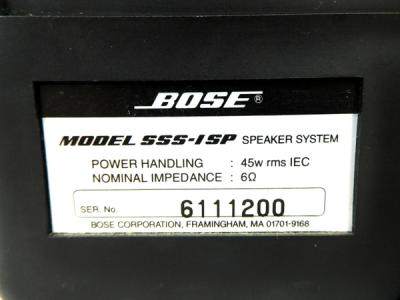 BOSE®
MODEL SSS-1SP SPEAKER SYSTEM
POWER HANDLING : 45w rms IEC
NOMINAL IMPEDANCE : 6Ω
SER. No. 6111200
BOSE CORPORATION, FRAMINGHAM, MA 01701-9168